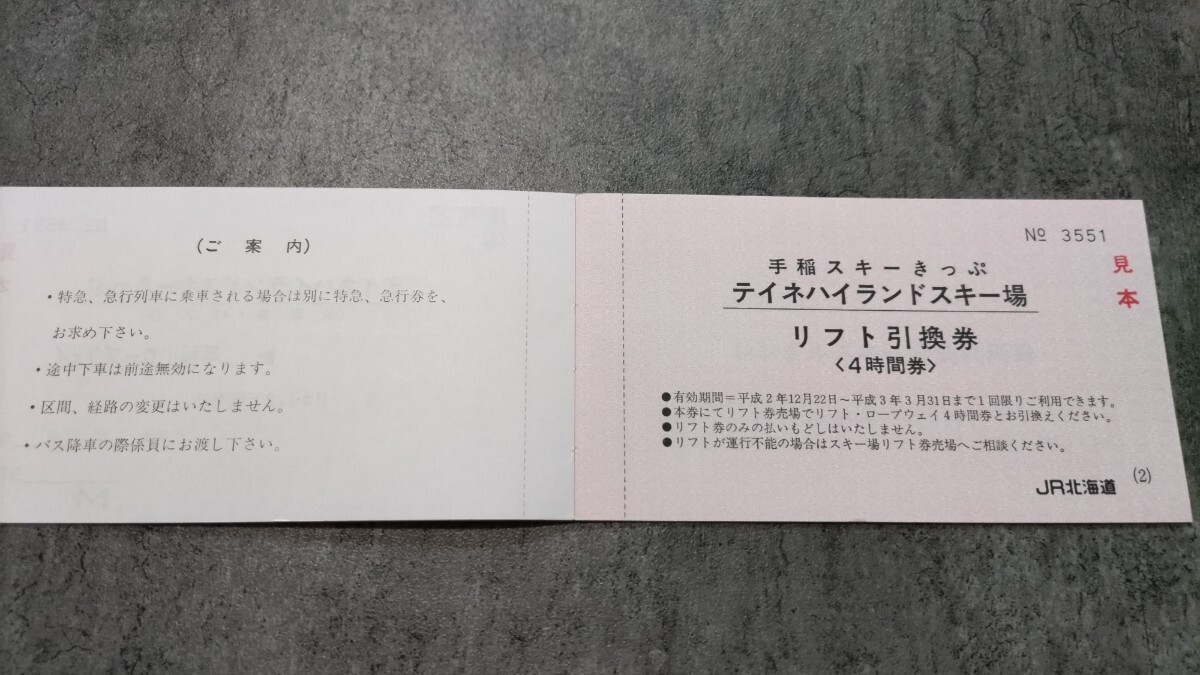 (ご 案 内)
・特急、急行列車に乗車される場合は別に特急、急行券を、
お求め下さい。
・途中下車は前途無効になります。
・区間、経路の変更はいたしません。
・バス降車の際係員にお渡し下さい。
№ 3551
見本
手稲スキーきっぷ
テイネハイランドスキー場
リフト引換券
〈4時間券〉
●有効期間＝平成2年12月22日～平成3年3月31日まで1回限りご利用できます。
●本券にてリフト券売場でリフト・ロープウェイ4時間券とお引換えください。
●リフト券のみの払いもどしはいたしません。
●リフトが運行不能の場合はスキー場リフト券売場へご相談ください。
JR北海道 (2)